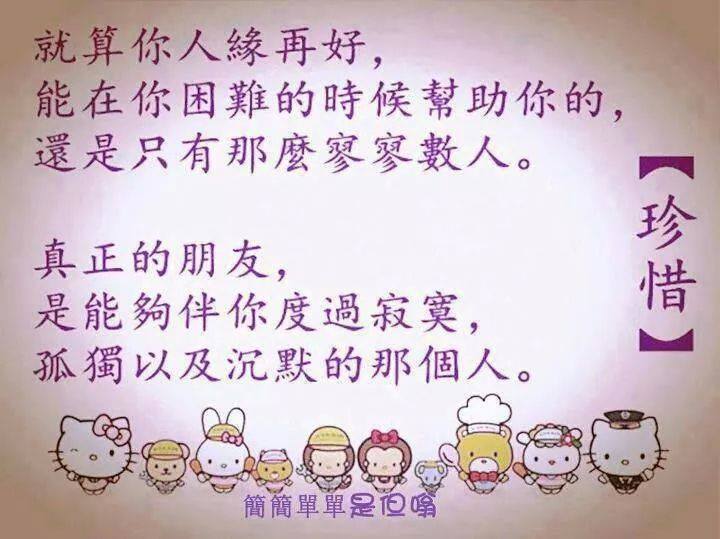 就算你人緣再好，
能在你困難的時候幫助你的，
還是只有那麼寥寥數人。
真正的朋友，
是能夠伴你度過寂寞，
孤獨以及沉默的那個人。
【珍惜】
簡簡單單是但噏